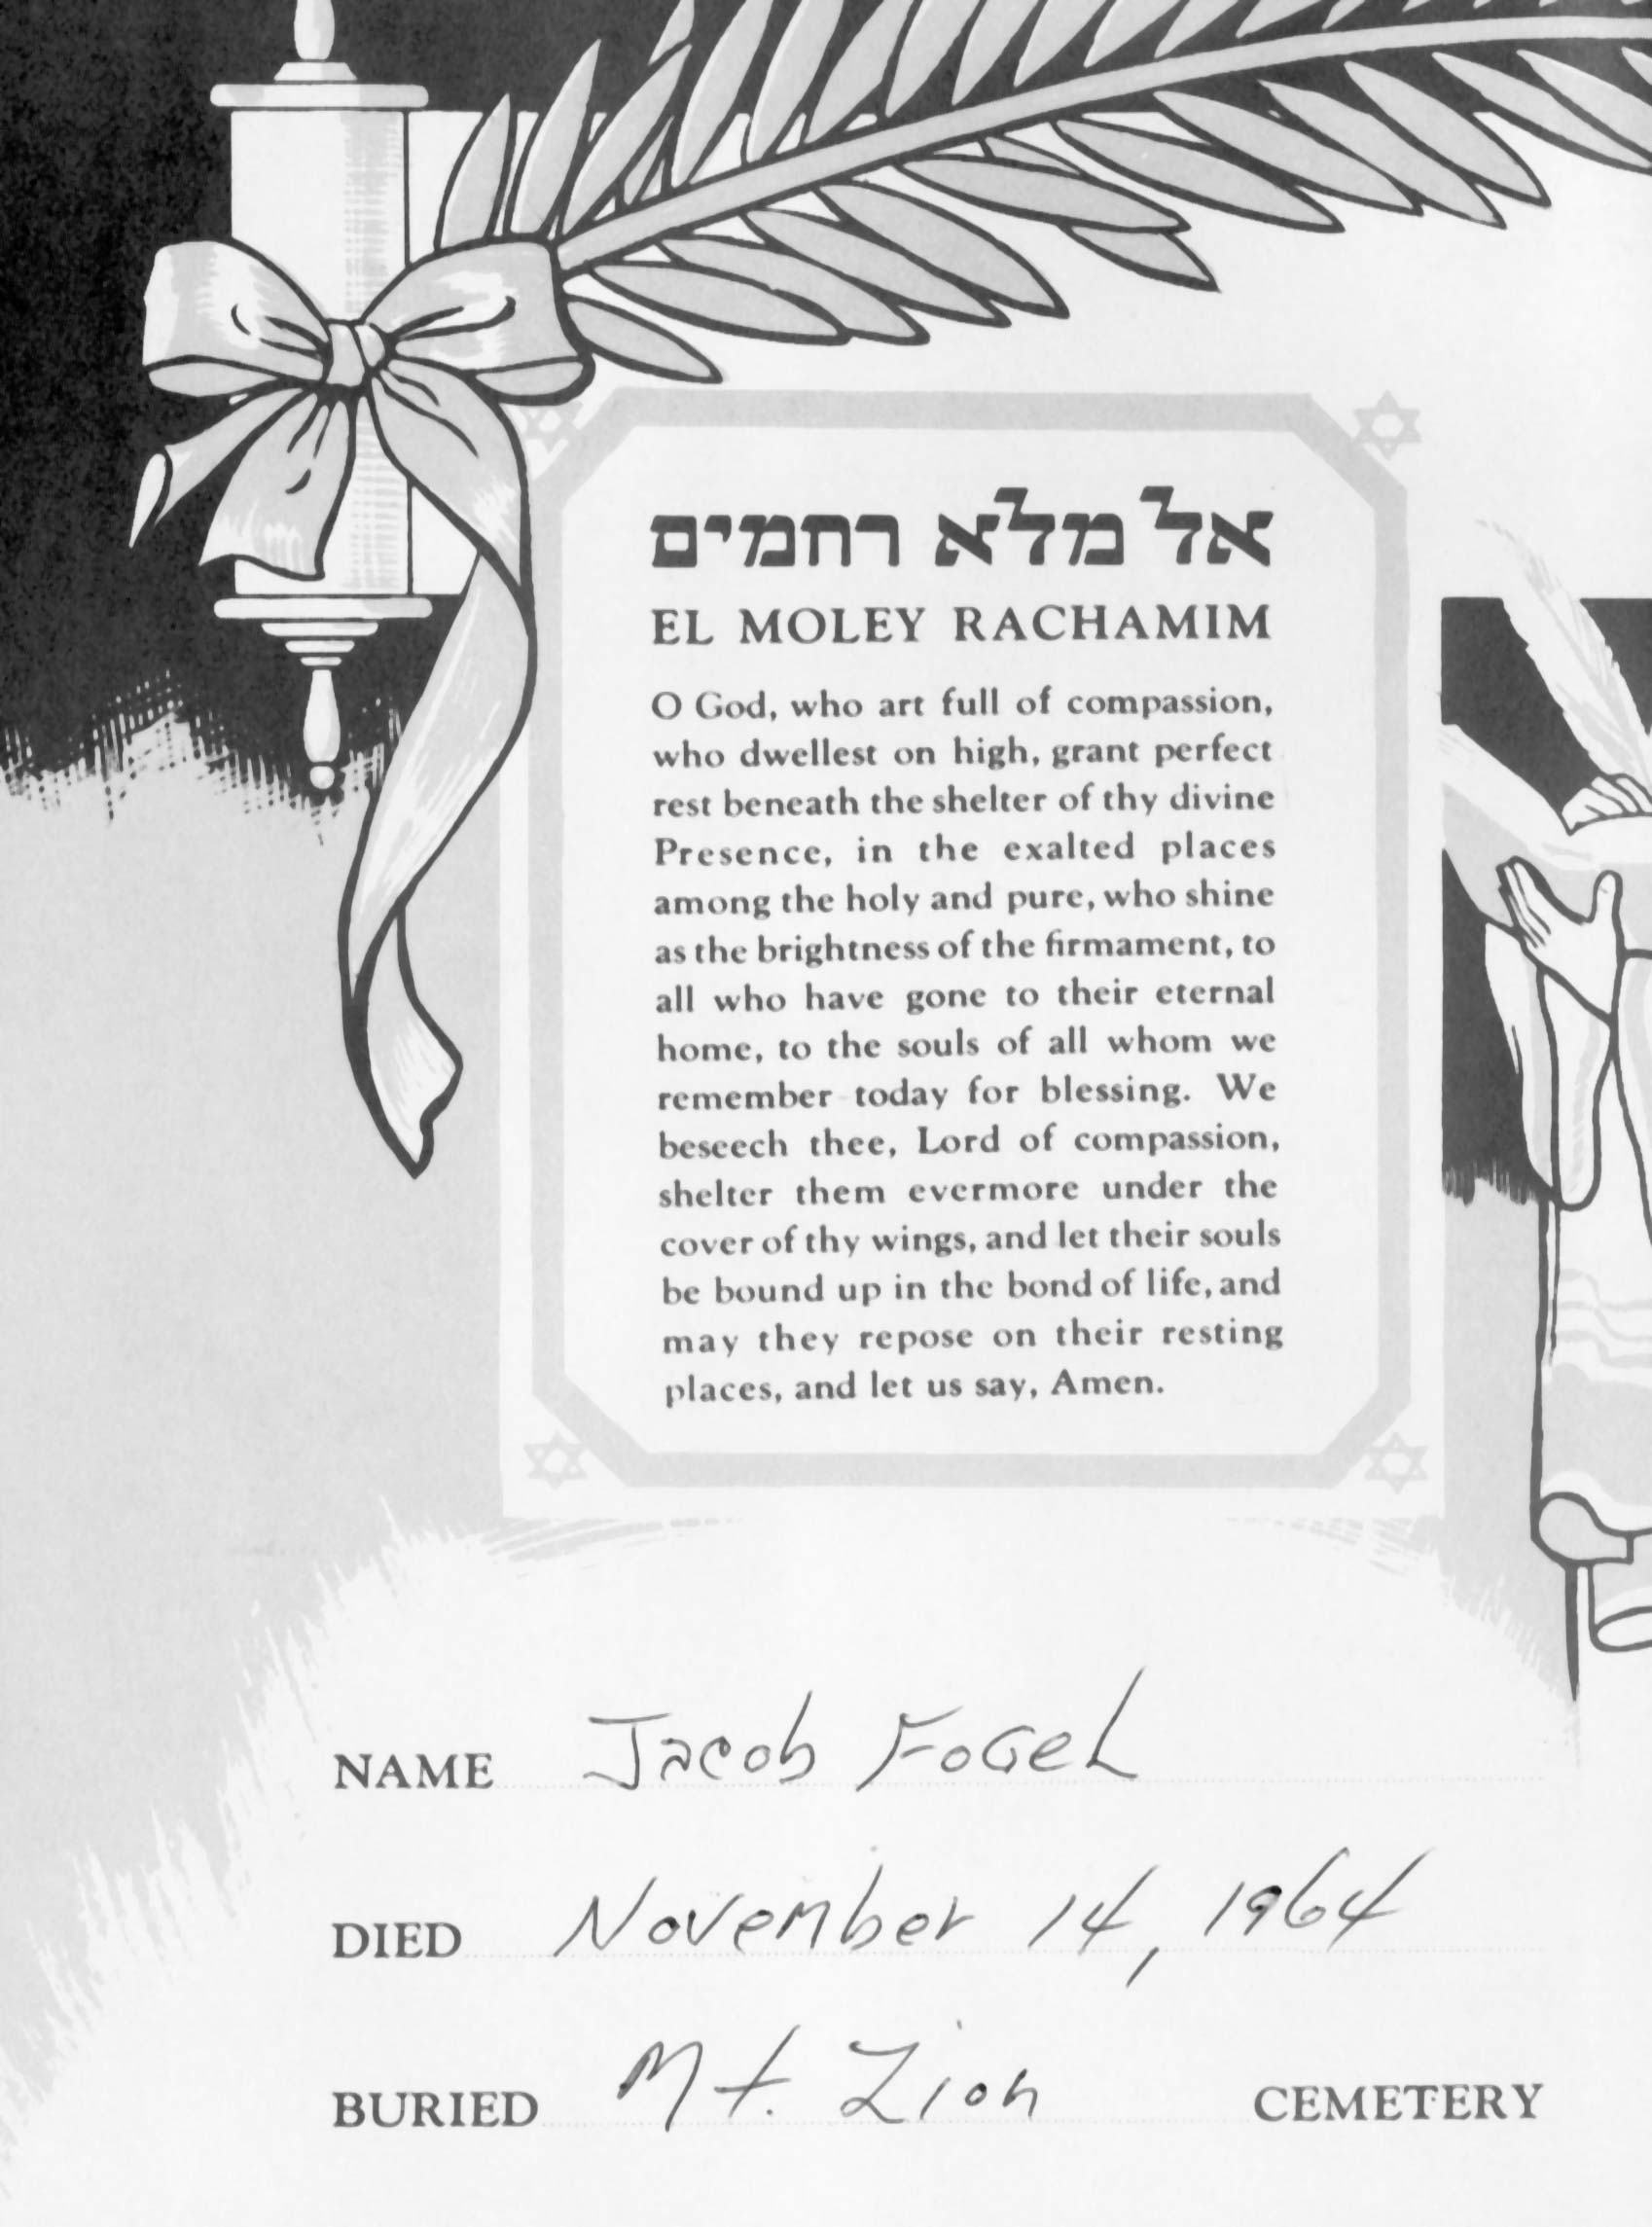 אל מלא רחמים
EL MOLEY RACHAMIM
O God, who art full of compassion,
who dwellest on high, grant perfect
rest beneath the shelter of thy divine
Presence, in the exalted places
among the holy and pure, who shine
as the brightness of the firmament, to
all who have gone to their eternal
home, to the souls of all whom we
remember today for blessing. We
beseech thee, Lord of compassion,
shelter them evermore under the
cover of thy wings, and let their souls
be bound up in the bond of life, and
may they repose on their resting
places, and let us say, Amen.
NAME Jacob Fogel
DIED November 14, 1964
BURIED Mt. Zion CEMETERY